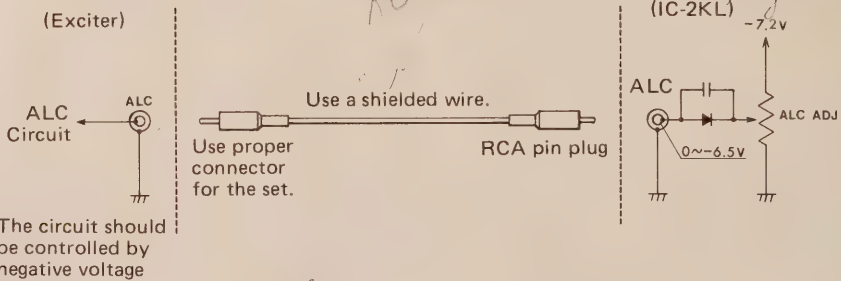 (Exciter)
ALC
ALC
Circuit
The circuit should
be controlled by
negative voltage
Use a shielded wire.
Use proper
connector
for the set.
RCA pin plug
(IC-2KL)
-7.2V
ALC
ALC ADJ
0~-6.5V